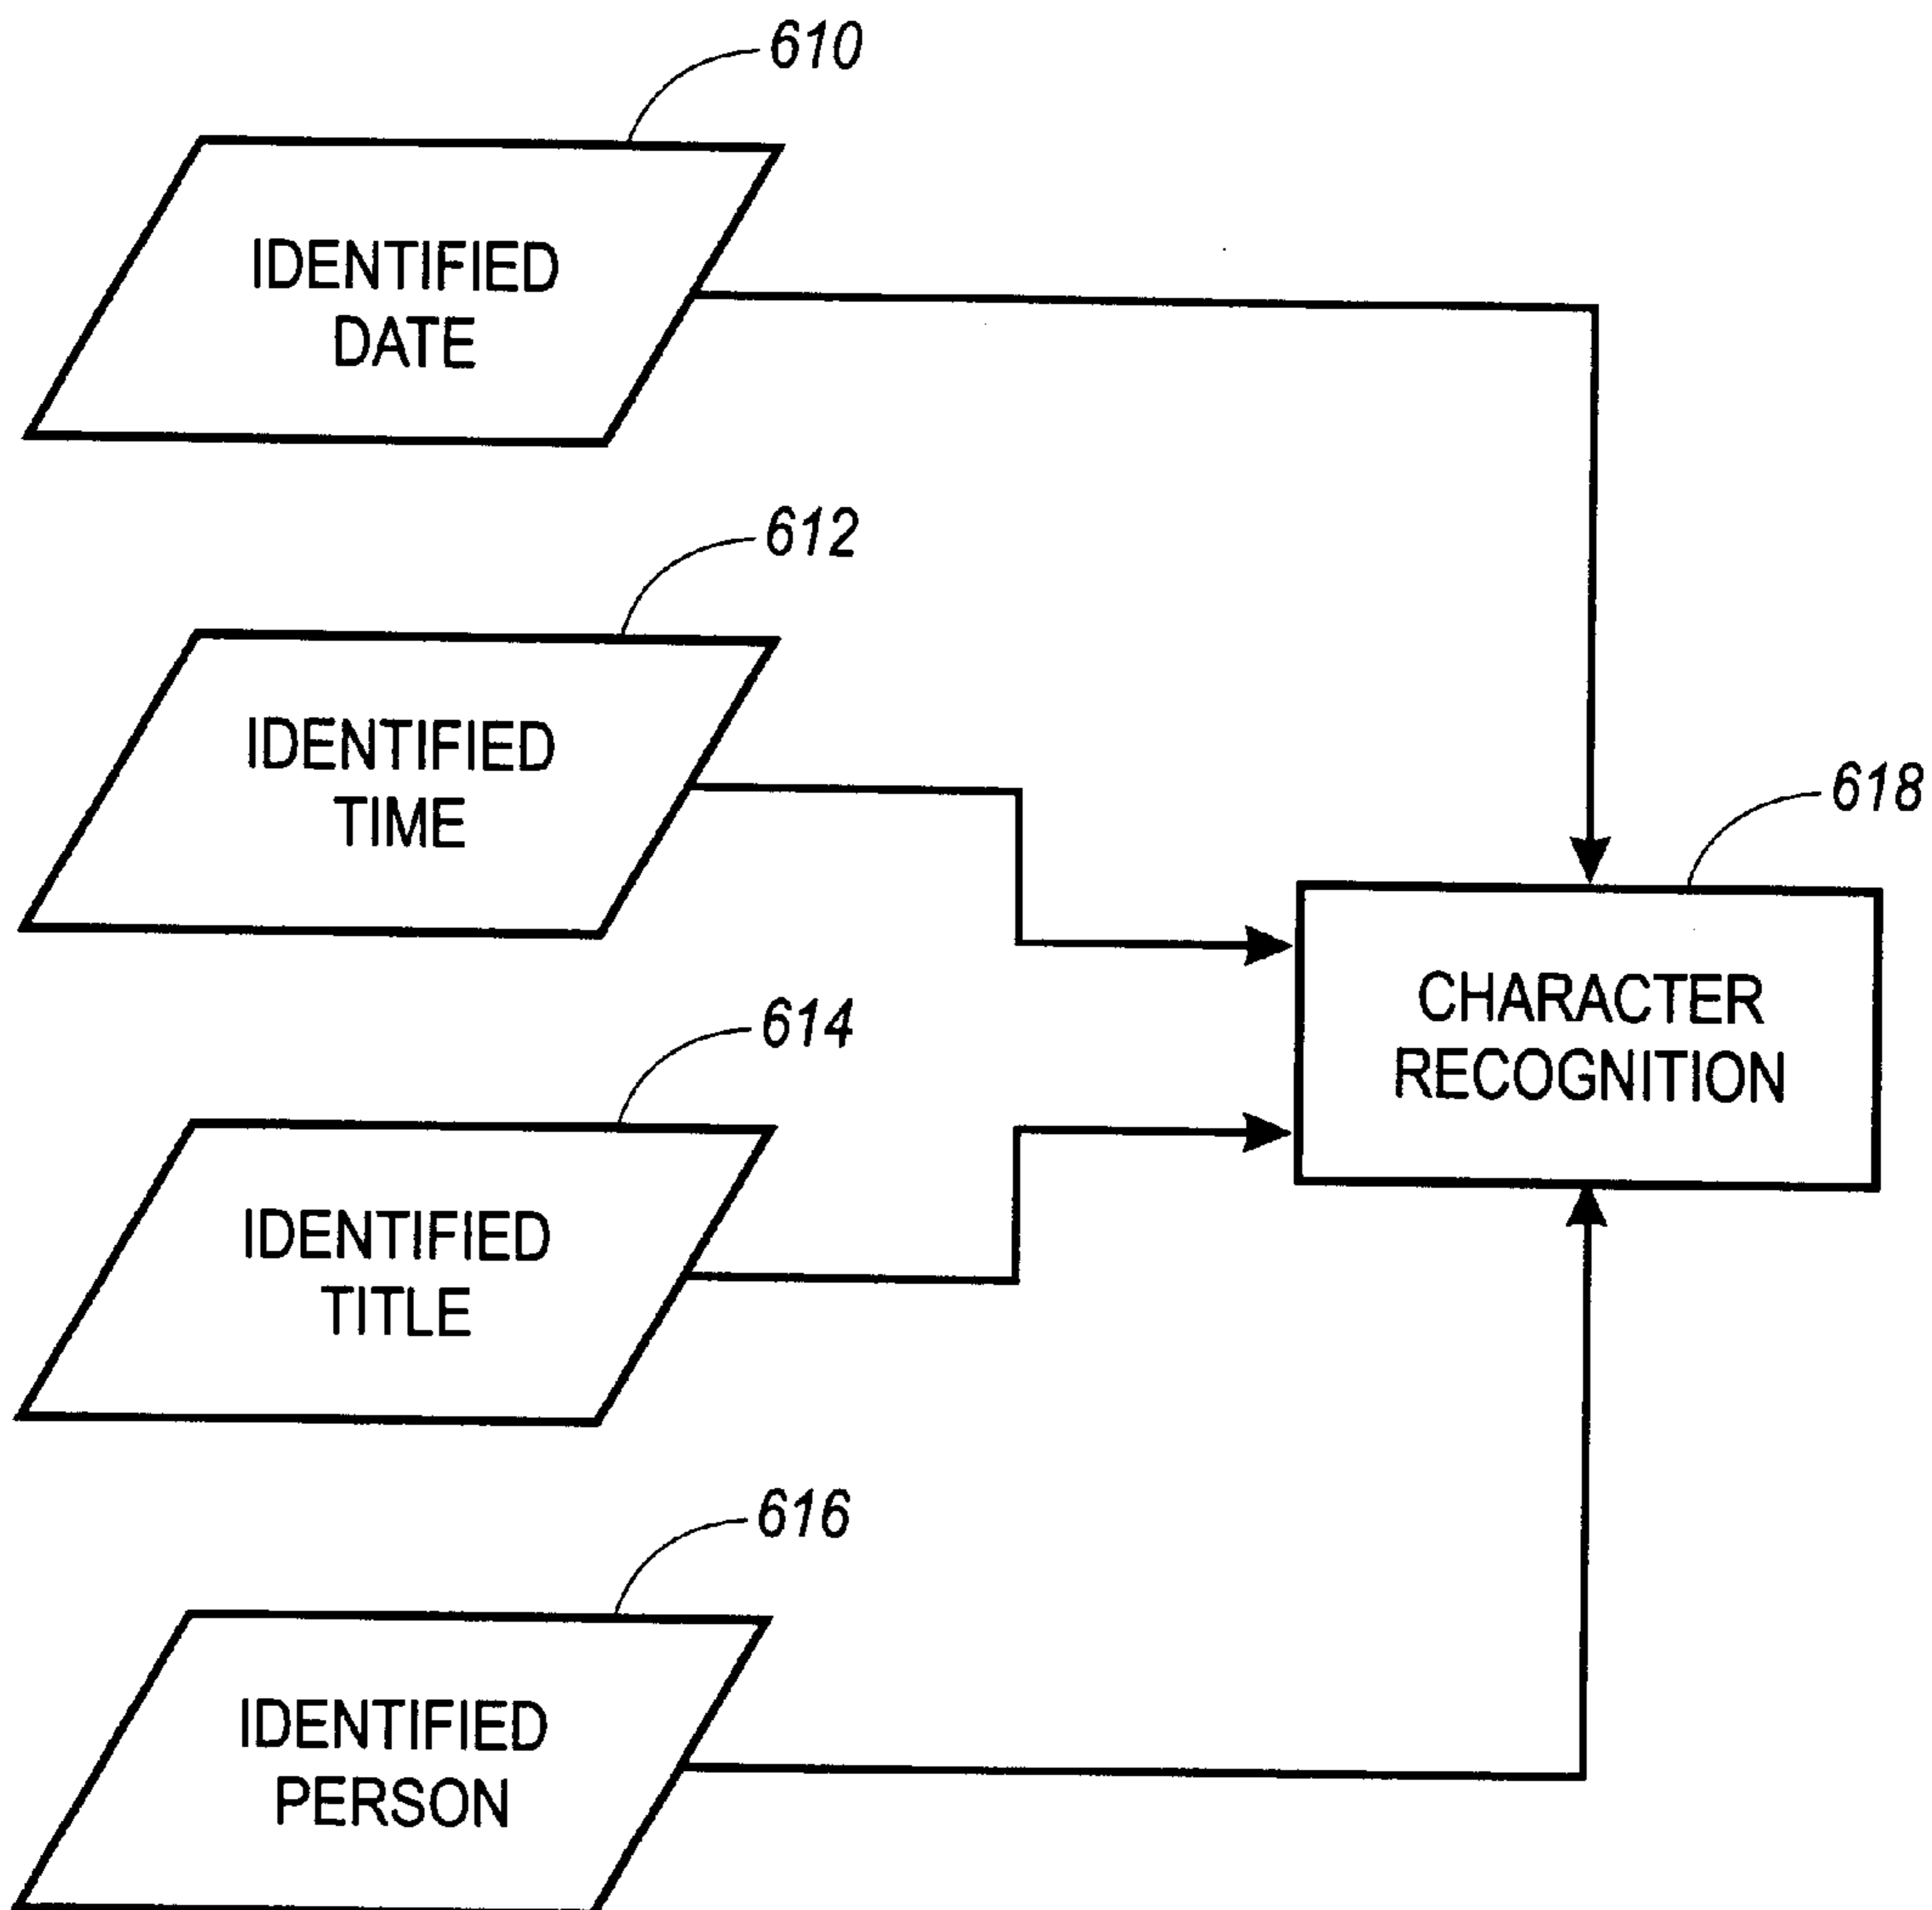 610
IDENTIFIED
DATE
612
IDENTIFIED
TIME
618
CHARACTER
RECOGNITION
614
IDENTIFIED
TITLE
616
IDENTIFIED
PERSON